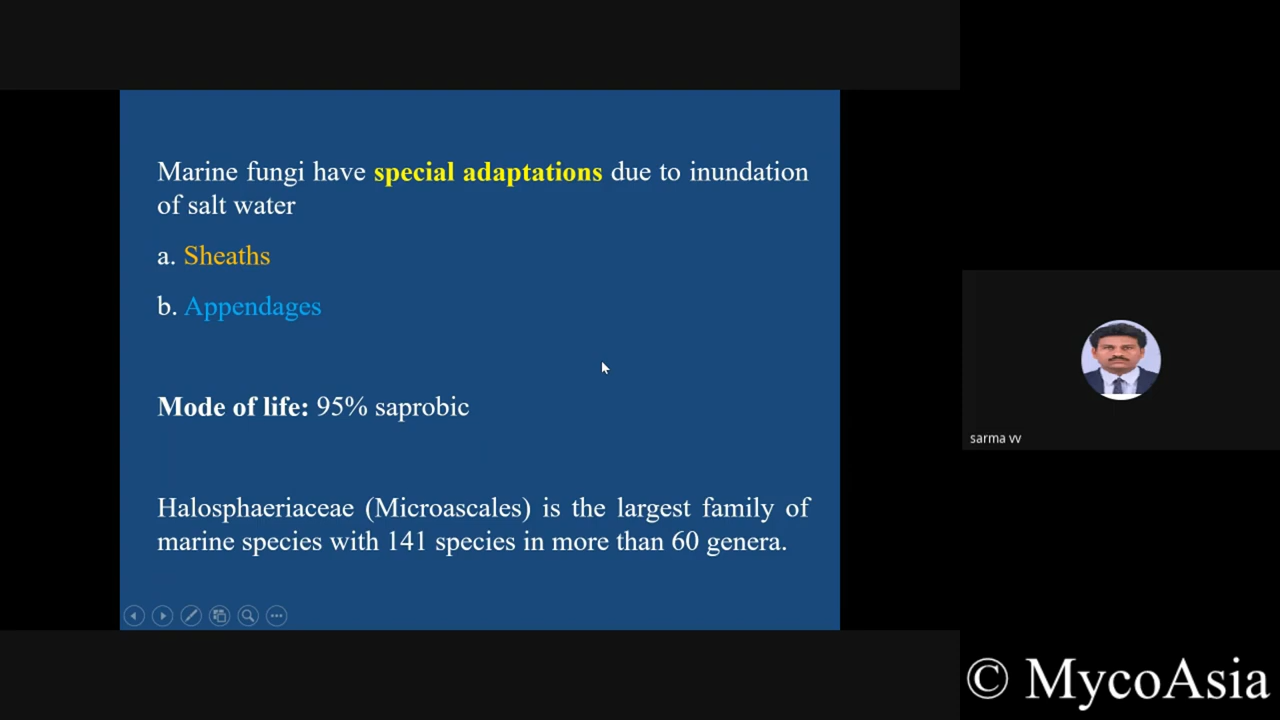 Marine fungi have special adaptations due to inundation
of salt water
a. Sheaths
b. Appendages
Mode of life: 95% saprobic
Halosphaeriaceae (Microascales) is the largest family of
marine species with 141 species in more than 60 genera.
sarma vv
© MycoAsia